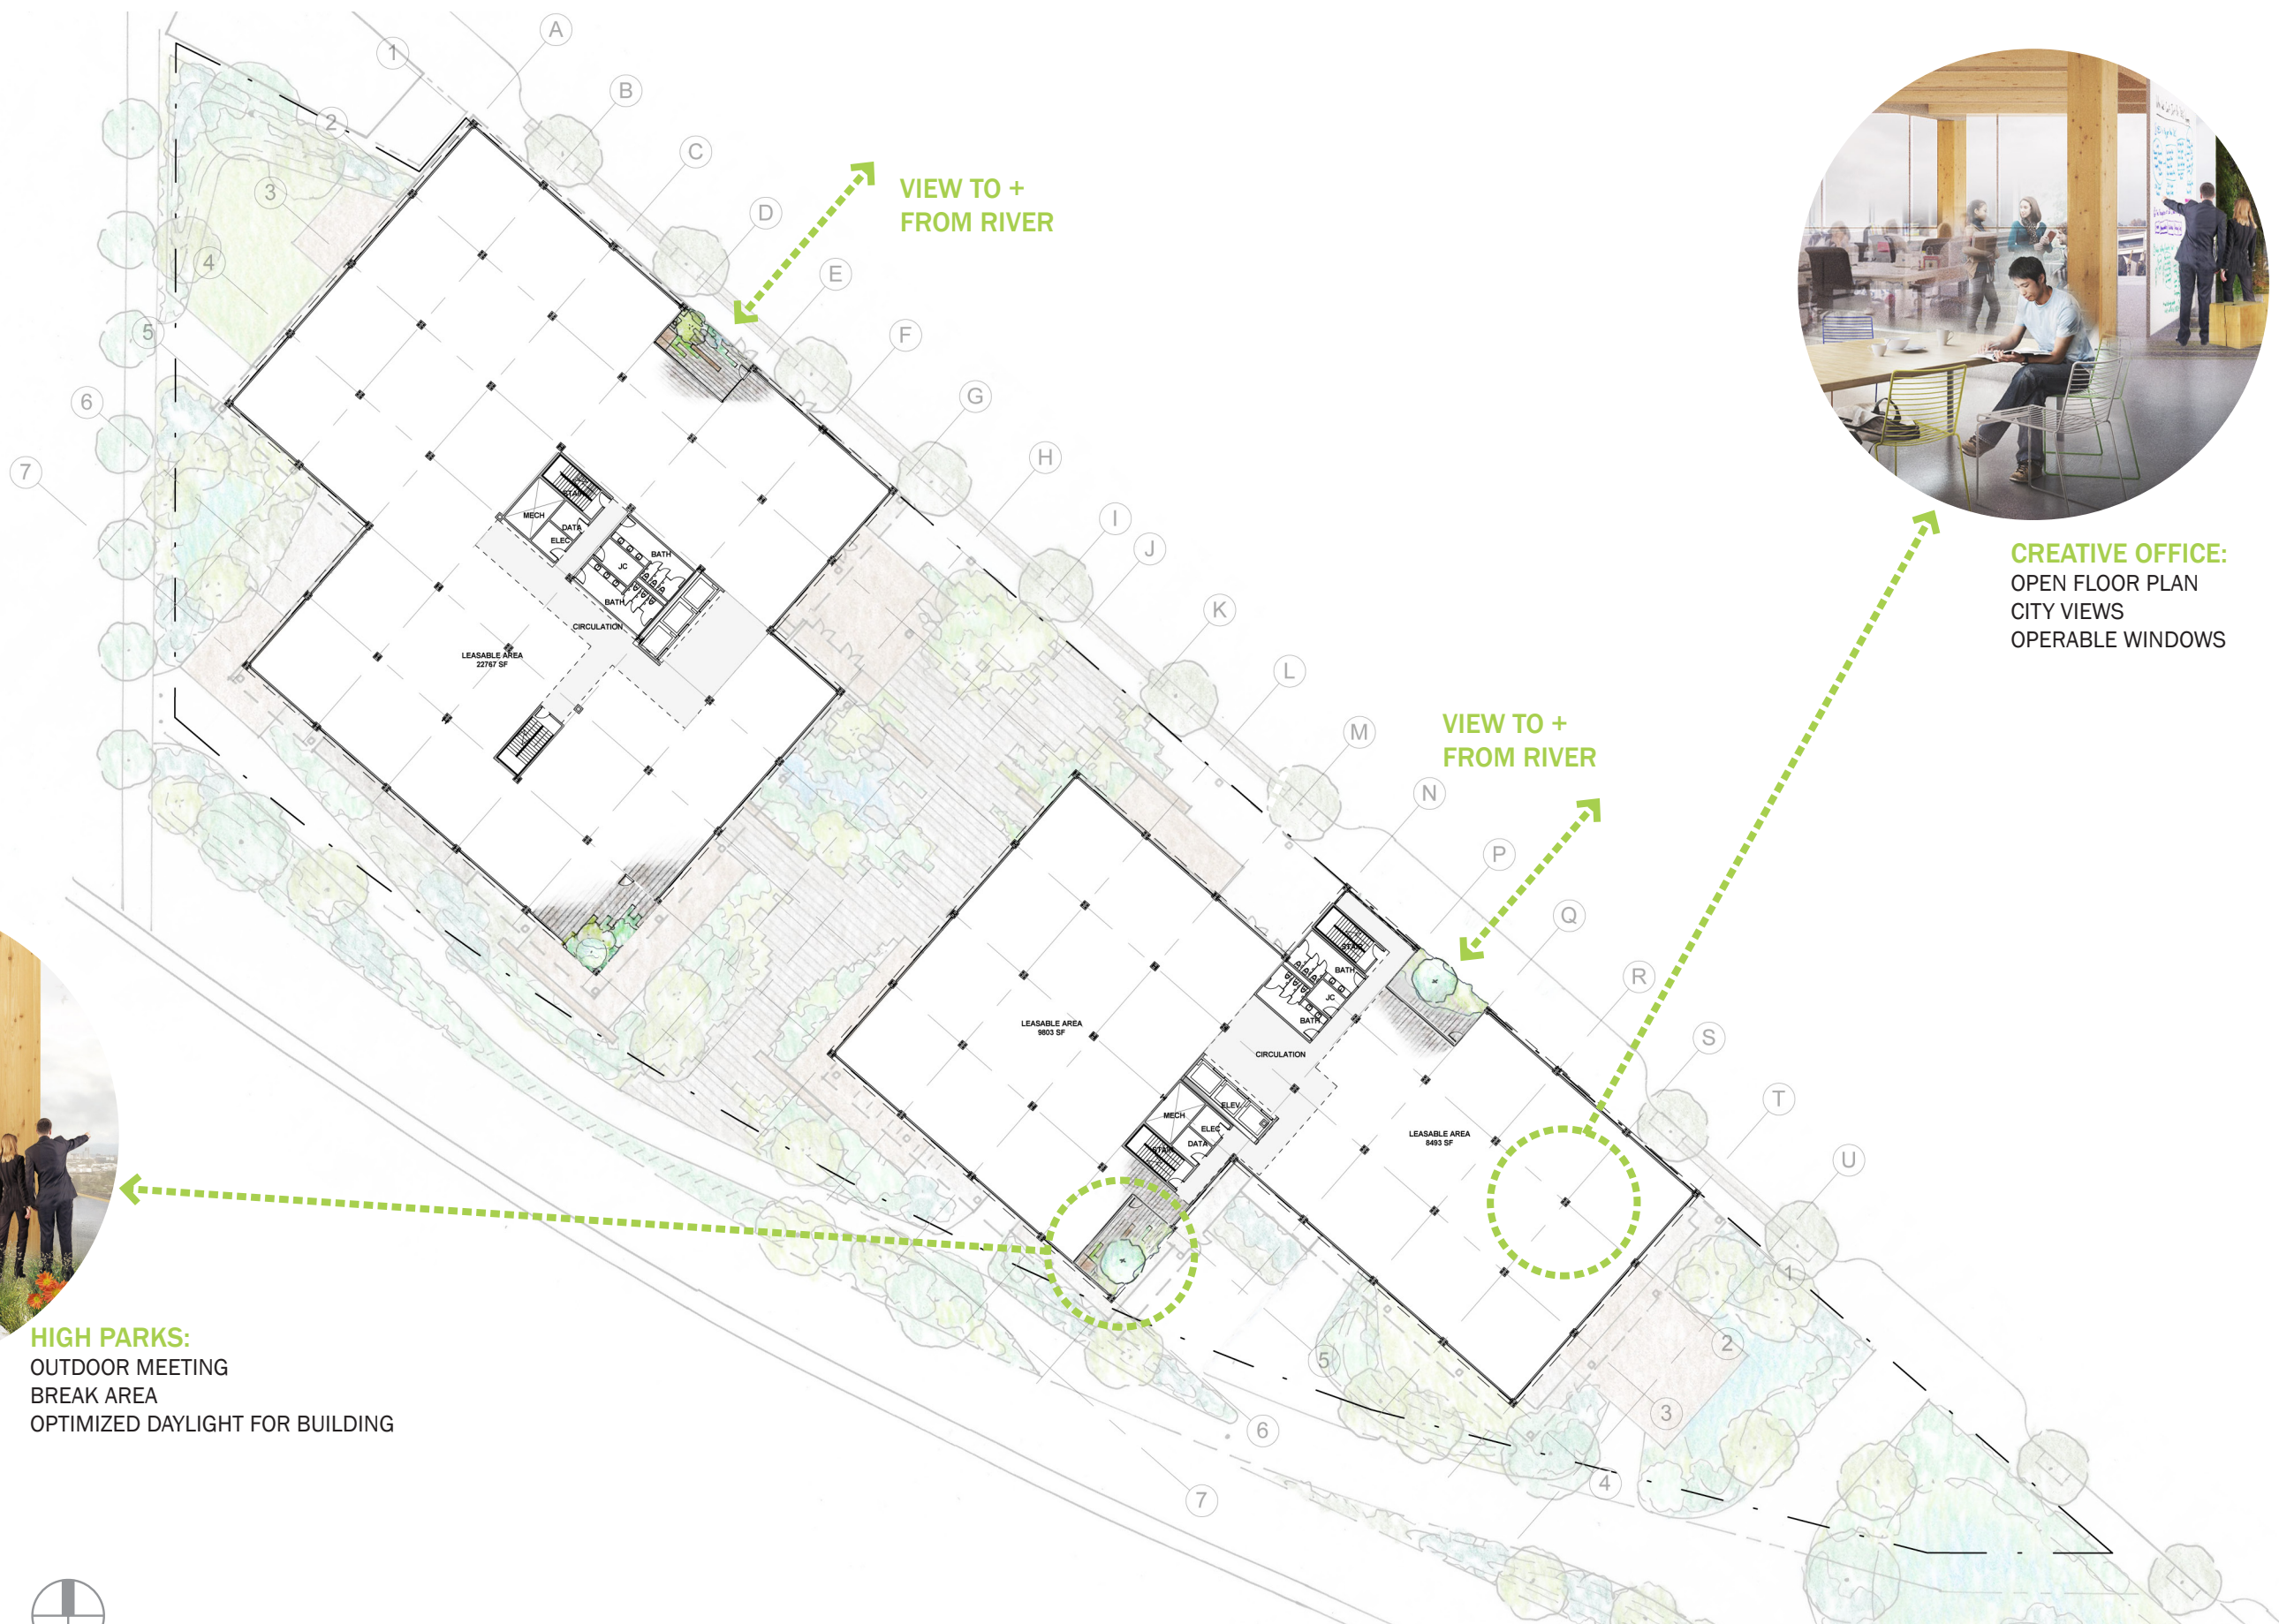 1
A
B
2
C
3
D
4
E
5
F
6
G
7
H
I
J
K
L
M
N
P
Q
R
S
T
U
VIEW TO +
FROM RIVER
CREATIVE OFFICE:
OPEN FLOOR PLAN
CITY VIEWS
OPERABLE WINDOWS
STAIR
MECH
DATA
ELEC
BATH
JC
BATH
CIRCULATION
LEASABLE AREA
22767 SF
VIEW TO +
FROM RIVER
STAIR
BATH
JC
BATH
LEASABLE AREA
9803 SF
CIRCULATION
ELEV.
MECH
ELEC
DATA
STAIR
LEASABLE AREA
8493 SF
1
2
3
4
5
6
7
HIGH PARKS:
OUTDOOR MEETING
BREAK AREA
OPTIMIZED DAYLIGHT FOR BUILDING